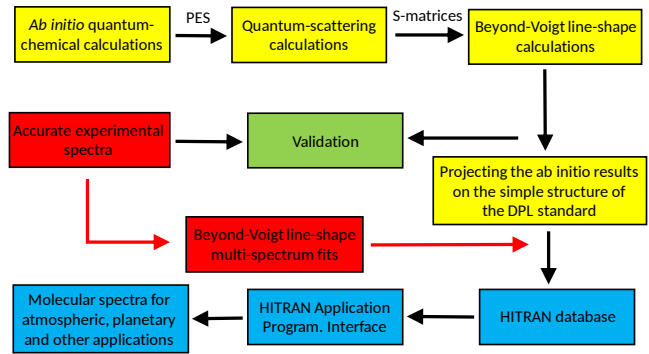 Ab initio quantum-
chemical calculations
PES
Quantum-scattering
calculations
S-matrices
Beyond-Voigt line-shape
calculations
Accurate experimental
spectra
Validation
Projecting the ab initio results
on the simple structure of
the DPL standard
Beyond-Voigt line-shape
multi-spectrum fits
Molecular spectra for
atmospheric, planetary
and other applications
HITRAN Application
Program. Interface
HITRAN database